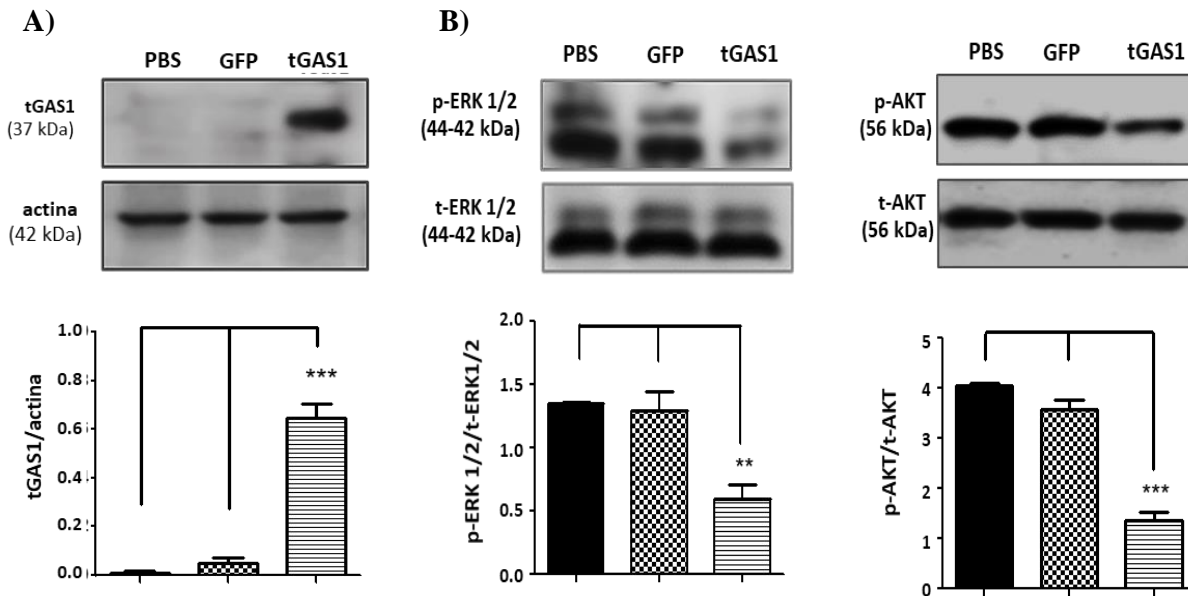 A)
PBS GFP tGAS1
tGAS1
(37 kDa)
actina
(42 kDa)
1.0
0.8
0.6
0.4
0.2
0.0
tGAS1/actina
***
B)
PBS GFP tGAS1
p-ERK 1/2
(44-42 kDa)
t-ERK 1/2
(44-42 kDa)
2.0
1.5
1.0
0.5
0.0
p-ERK 1/2/t-ERK1/2
**
PBS GFP tGAS1
p-AKT
(56 kDa)
t-AKT
(56 kDa)
5
4
3
2
1
0
p-AKT/t-AKT
***